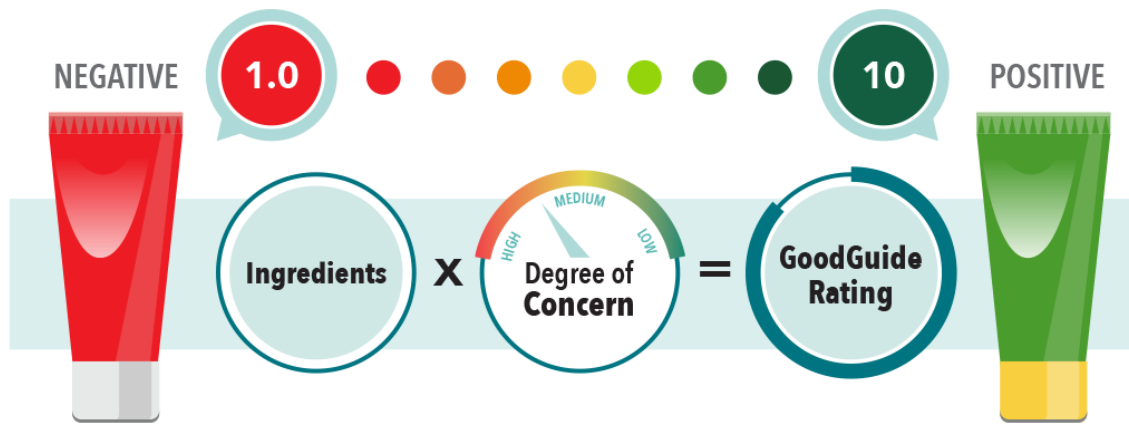 NEGATIVE
1.0
10
POSITIVE
Ingredients
x
HIGH
MEDIUM
LOW
Degree of
Concern
=
GoodGuide
Rating